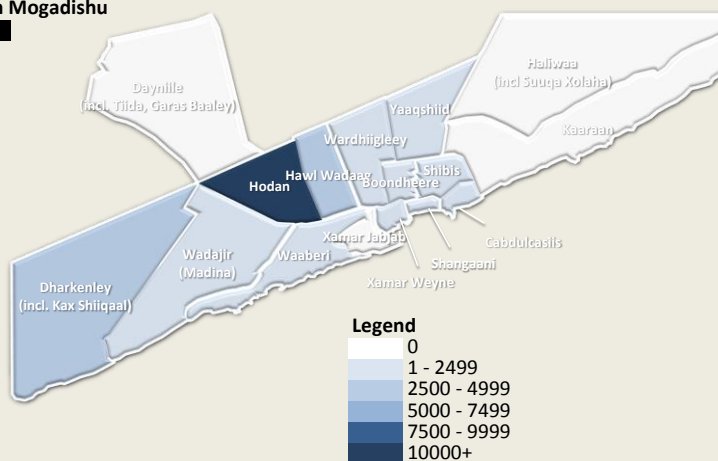 Mogadishu
Dayniile
(incl. Tiida, Garas Baaley)
Haliwaa
(incl Suuqa Xolaha)
Kaaraan
Yaaqshiid
Wardhiigleey
Hawl Wadaag
Hodan
Boondheere
Shibis
Xamar Jabjab
Cabdulcasiis
Shangaani
Xamar Weyne
Waaberi
Wadajir
(Madina)
Dharkenley
(incl. Kax Shiiqaal)
Legend
0
1 - 2499
2500 - 4999
5000 - 7499
7500 - 9999
10000+